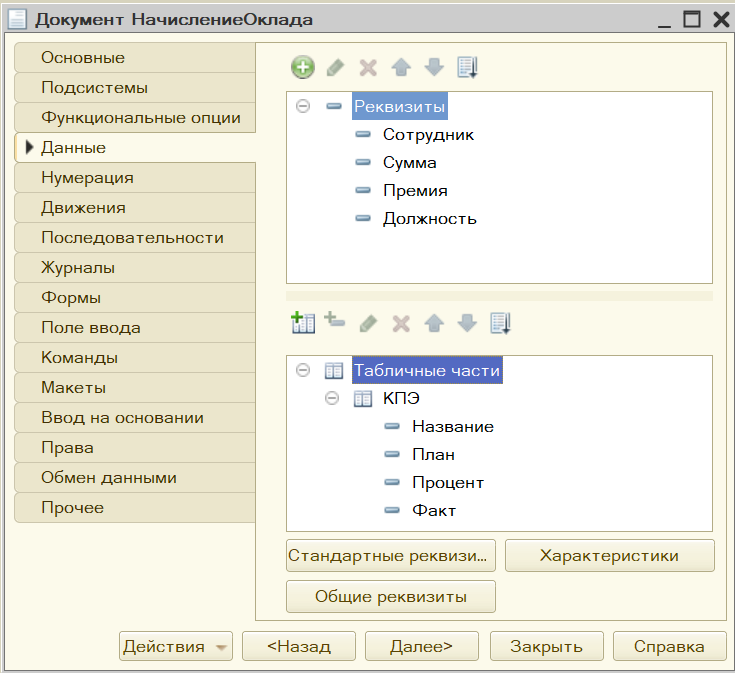 Документ НачислениеОклада
Основные
Подсистемы
Функциональные опции
Данные
Нумерация
Движения
Последовательности
Журналы
Формы
Поле ввода
Команды
Макеты
Ввод на основании
Права
Обмен данными
Прочее
Реквизиты
Сотрудник
Сумма
Премия
Должность
Табличные части
КПЭ
Название
План
Процент
Факт
Стандартные реквизи... Характеристики
Общие реквизиты
Действия <Назад Далее> Закрыть Справка